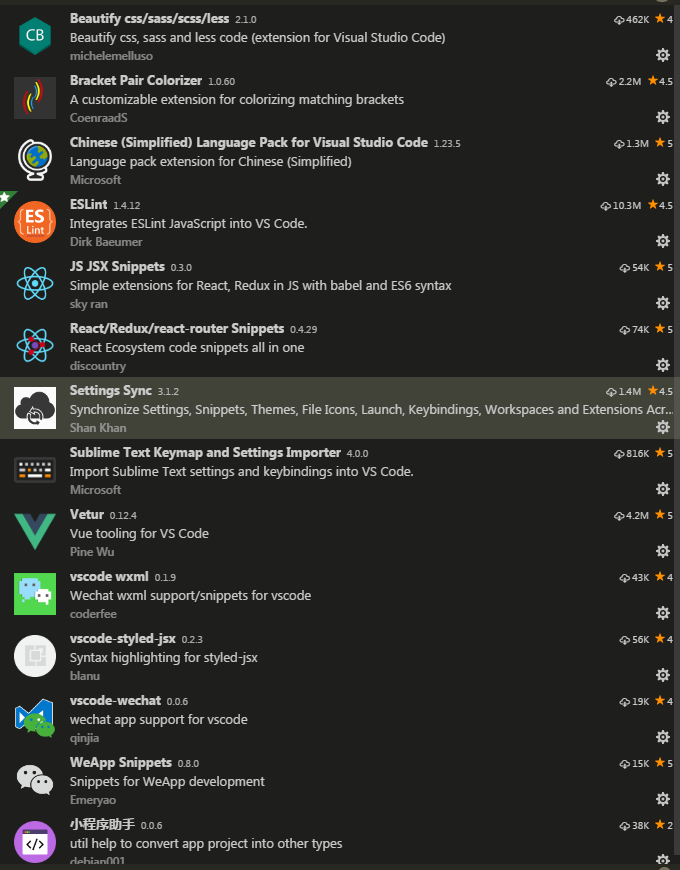 Beautify css/sass/scss/less 2.1.0 462K 4
CB
Beautify css, sass and less code (extension for Visual Studio Code)
michelemelluso
Bracket Pair Colorizer 1.0.60 2.2M 4.5
A customizable extension for colorizing matching brackets
CoenraadS
Chinese (Simplified) Language Pack for Visual Studio Code 1.23.5 1.3M 5
Language pack extension for Chinese (Simplified)
Microsoft
ESLint 1.4.12 10.3M 4.5
{ES}
Lint
Integrates ESLint JavaScript into VS Code.
Dirk Baeumer
JS JSX Snippets 0.3.0 54K 5
Simple extensions for React, Redux in JS with babel and ES6 syntax
sky ran
React/Redux/react-router Snippets 0.4.29 74K 5
React Ecosystem code snippets all in one
discountry
Settings Sync 3.1.2 1.4M 4.5
Synchronize Settings, Snippets, Themes, File Icons, Launch, Keybindings, Workspaces and Extensions Acr...
Shan Khan
Sublime Text Keymap and Settings Importer 4.0.0 816K 5
Import Sublime Text settings and keybindings into VS Code.
Microsoft
Vetur 0.12.4 4.2M 5
Vue tooling for VS Code
Pine Wu
vscode wxml 0.1.9 43K 4
Wechat wxml support/snippets for vscode
coderfee
vscode-styled-jsx 0.2.3 56K 4
Syntax highlighting for styled-jsx
blanu
vscode-wechat 0.0.6 19K 4
wechat app support for vscode
qinjia
WeApp Snippets 0.8.0 15K 5
Snippets for WeApp development
Emeryao
小程序助手 0.0.6 38K 2
</>
util help to convert app project into other types
debian001